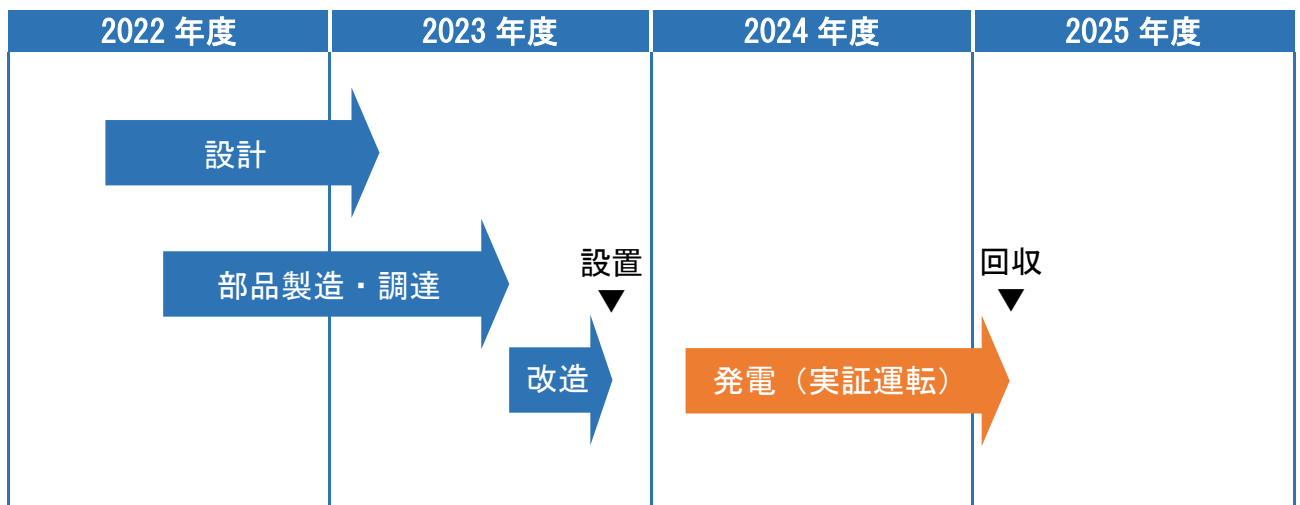 2022 年度
2023 年度
2024 年度
2025 年度
設計
部品製造・調達
設置
▼
回収
▼
改造
発電（実証運転）